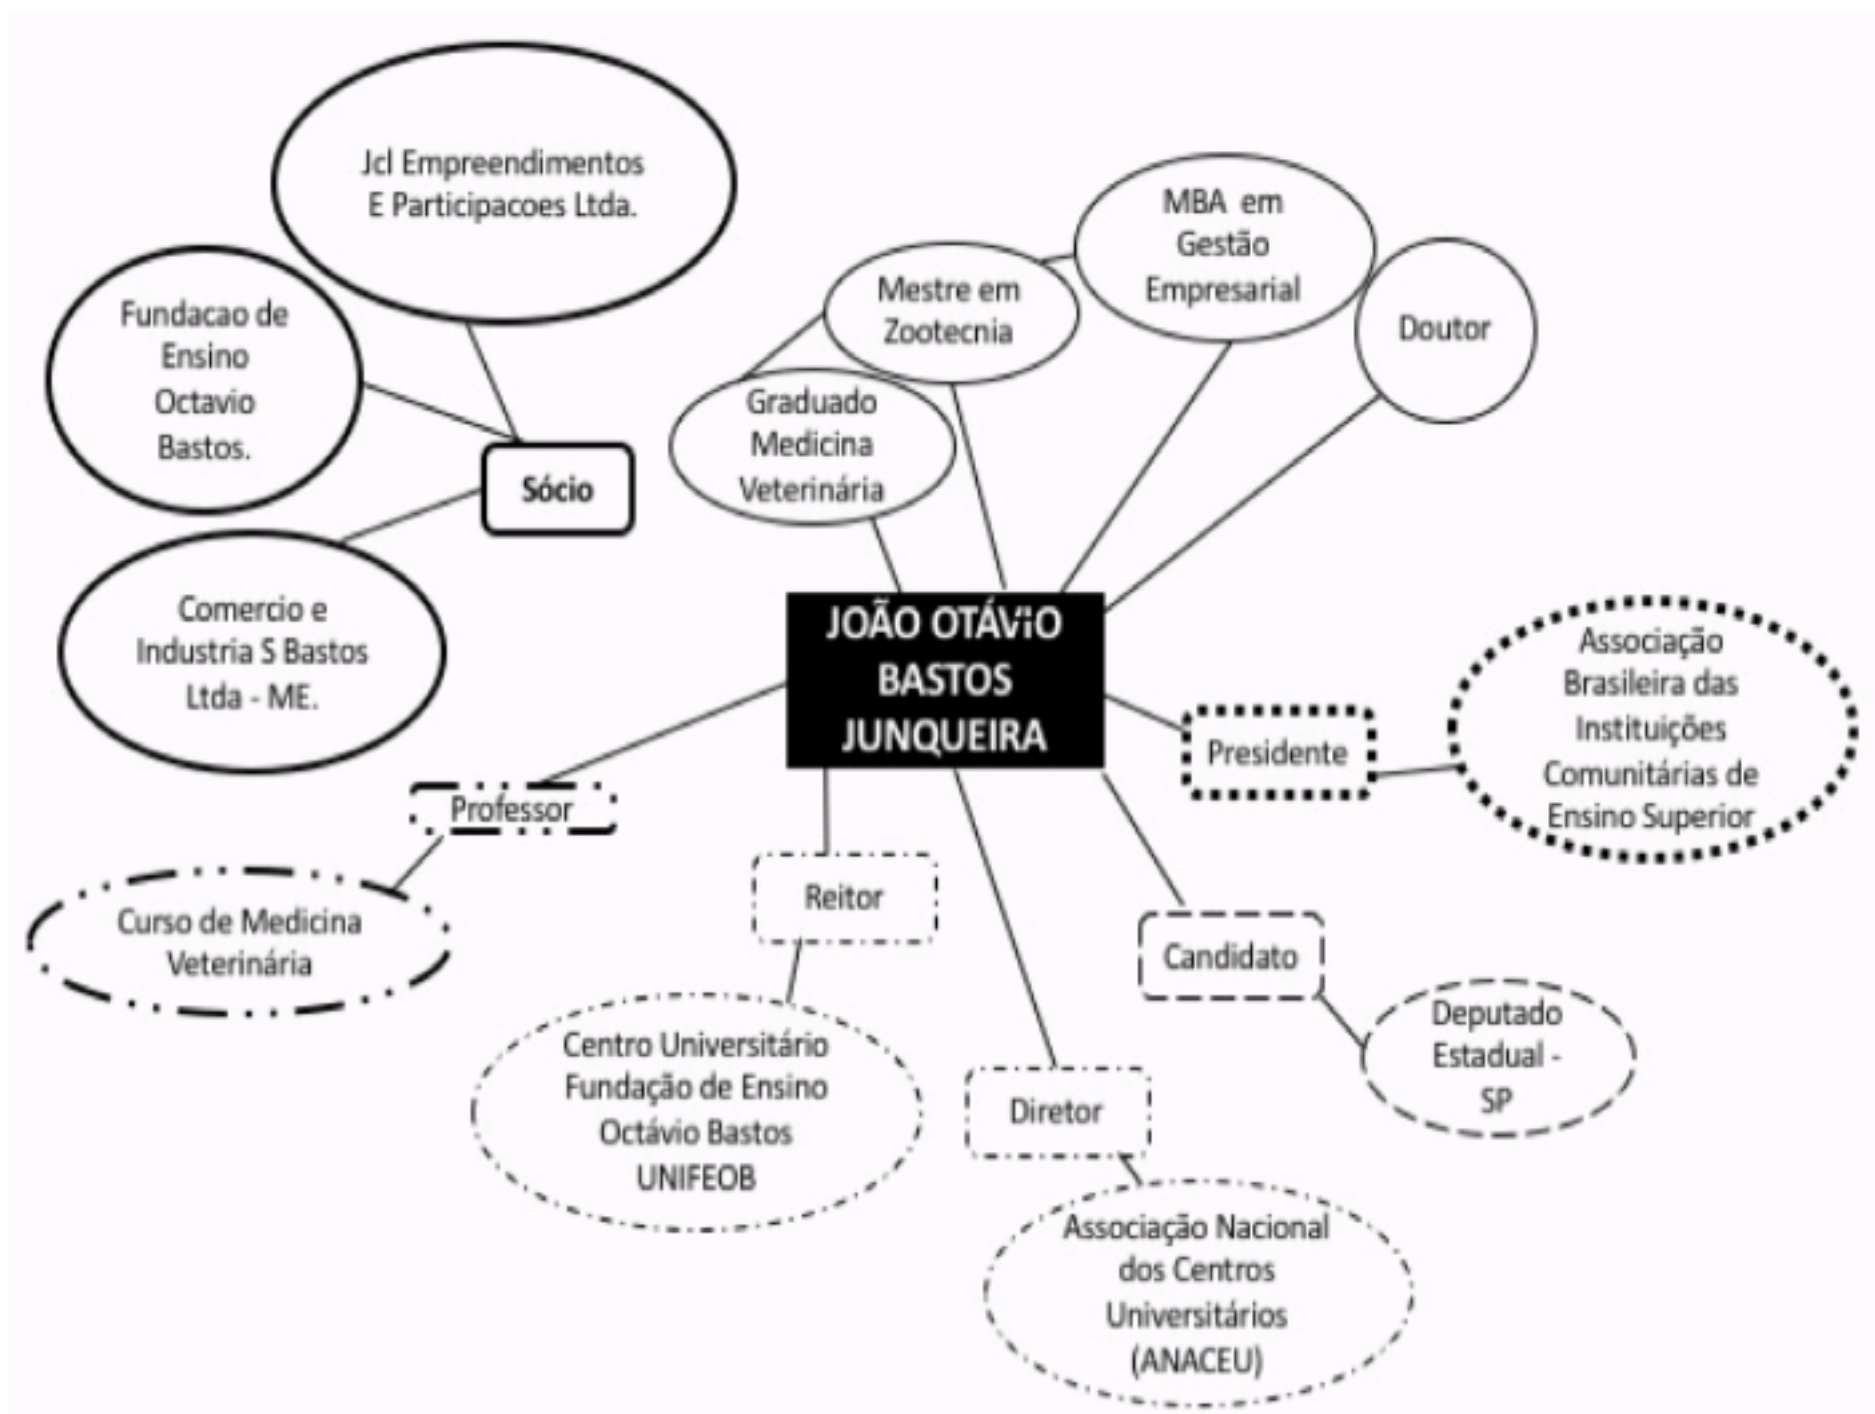 Jcl Empreendimentos
E Participacoes Ltda.
Fundacao de
Ensino
Octavio
Bastos.
Sócio
Comercio e
Industria S Bastos
Ltda - ME.
Graduado
Medicina
Veterinária
Mestre em
Zootecnia
MBA em
Gestão
Empresarial
Doutor
JOÃO OTÁVIO
BASTOS
JUNQUEIRA
Presidente
Associação
Brasileira das
Instituições
Comunitárias de
Ensino Superior
Professor
Curso de Medicina
Veterinária
Reitor
Centro Universitário
Fundação de Ensino
Octávio Bastos
UNIFEOB
Diretor
Associação Nacional
dos Centros
Universitários
(ANACEU)
Candidato
Deputado
Estadual -
SP